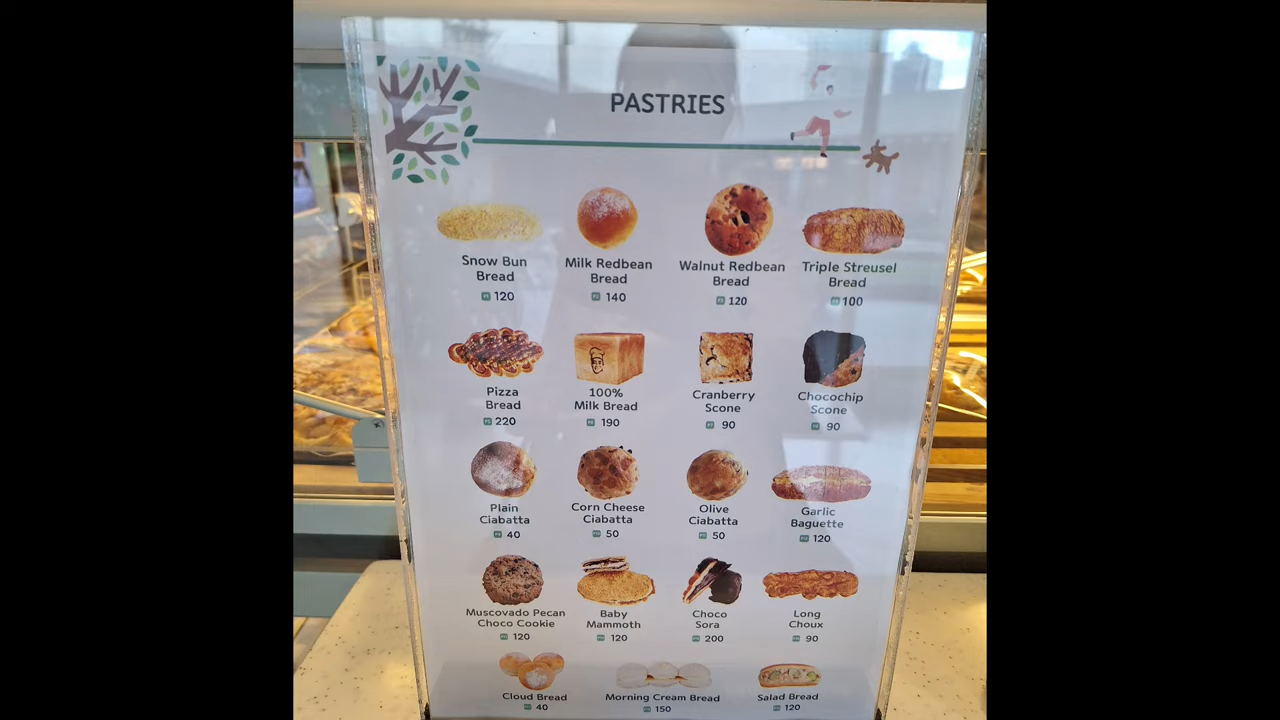 PASTRIES
Snow Bun
Bread
120
Milk Redbean
Bread
140
Walnut Redbean
Bread
120
Triple Streusel
Bread
100
Pizza
Bread
220
100%
Milk Bread
190
Cranberry
Scone
90
Chocochip
Scone
90
Plain
Ciabatta
40
Corn Cheese
Ciabatta
50
Olive
Ciabatta
50
Garlic
Baguette
120
Muscovado Pecan
Choco Cookie
120
Baby
Mammoth
120
Choco
Sora
200
Long
Choux
90
Cloud Bread
40
Morning Cream Bread
150
Salad Bread
120